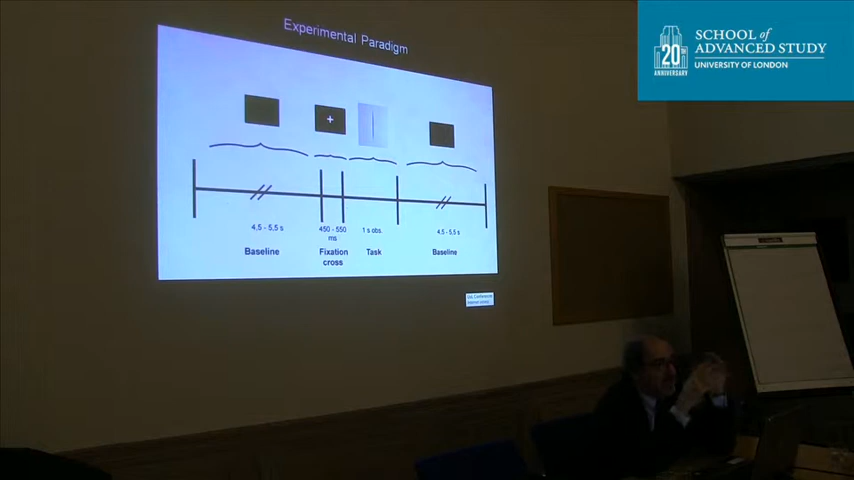 Experimental Paradigm
4,5 - 5,5 s
450 - 550
ms
1 s obs.
4,5 - 5,5 s
Baseline
Fixation
cross
Task
Baseline
20
ANNIVERSARY
SCHOOL of
ADVANCED STUDY
UNIVERSITY OF LONDON